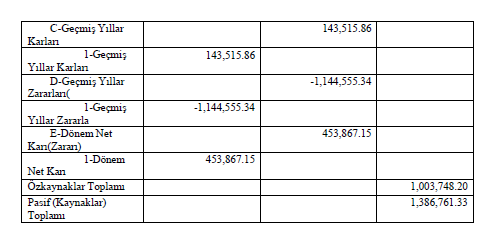 C-Geçmiş Yıllar 143,515.86
Karları
1-Geçmiş 143,515.86
Yıllar Karları
D-Geçmiş Yıllar -1,144,555.34
Zararları(
1-Geçmiş -1,144,555.34
Yıllar Zararla
E-Dönem Net 453,867.15
Karı(Zararı)
1-Dönem 453,867.15
Net Karı
Özkaynaklar Toplamı 1,003,748.20
Pasif (Kaynaklar) 1,386,761.33
Toplamı